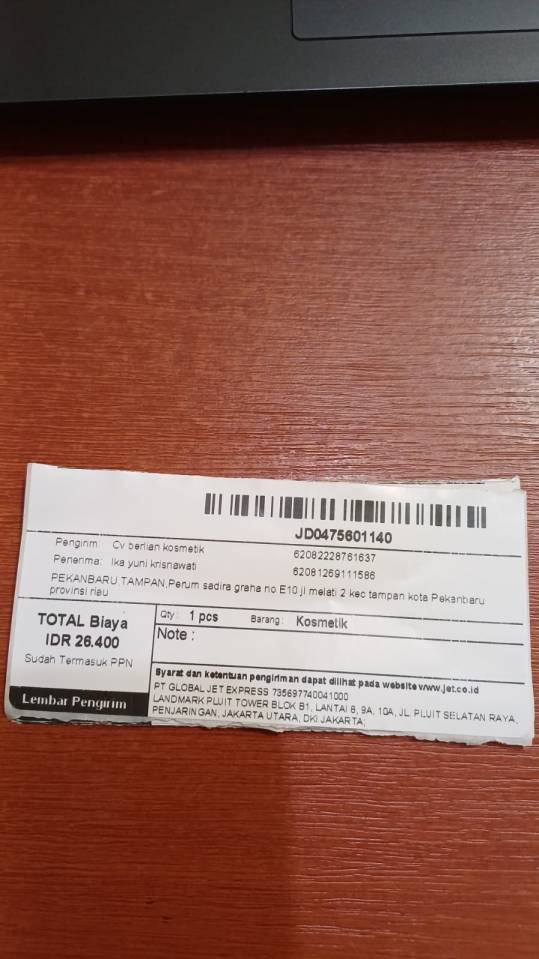 JD0475601140
Pengirim: Cv berlian kosmetik 62082228761637
Penerima: Ika yuni krisnawati 62081269111586
PEKANBARU TAMPAN,Perum sadira graha no E10 jl melati 2 kec tampan kota Pekanbaru
provinsi riau
TOTAL Biaya
IDR 26.400
Sudah Termasuk PPN
Lembar Pengirim
Qty: 1 pcs Barang: Kosmetik
Note :
Syarat dan ketentuan pengiriman dapat dilihat pada website www.jet.co.id
PT GLOBAL JET EXPRESS 735697740041000
LANDMARK PLUIT TOWER BLOK B1, LANTAI 8, 9A, 10A, JL. PLUIT SELATAN RAYA,
PENJARINGAN, JAKARTA UTARA, DKI JAKARTA;